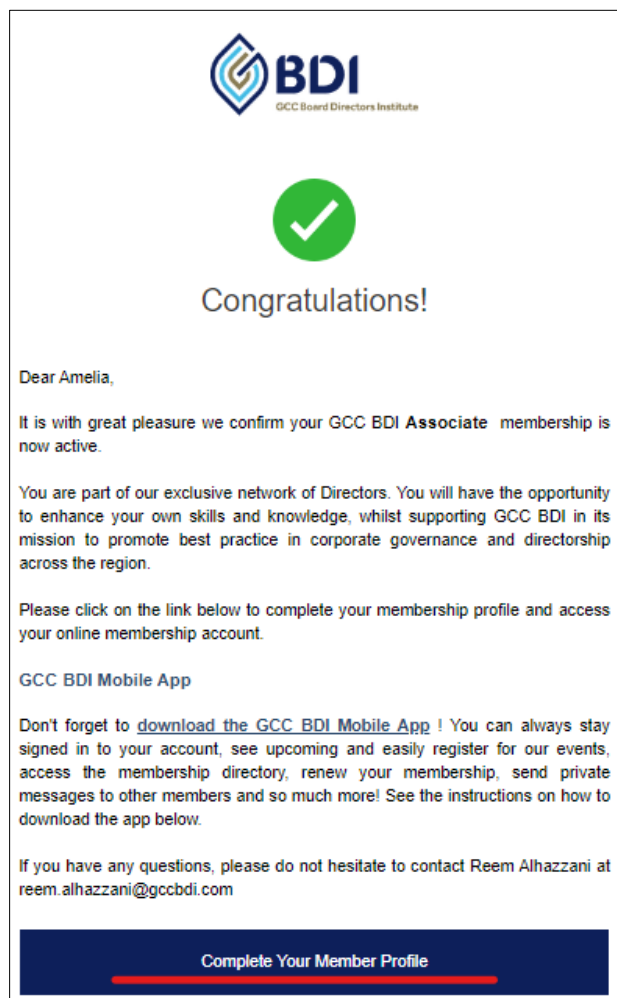 BDI
GCC Board Directors Institute
Congratulations!
Dear Amelia,
It is with great pleasure we confirm your GCC BDI Associate membership is
now active.
You are part of our exclusive network of Directors. You will have the opportunity
to enhance your own skills and knowledge, whilst supporting GCC BDI in its
mission to promote best practice in corporate governance and directorship
across the region.
Please click on the link below to complete your membership profile and access
your online membership account.
GCC BDI Mobile App
Don't forget to download the GCC BDI Mobile App ! You can always stay
signed in to your account, see upcoming and easily register for our events,
access the membership directory, renew your membership, send private
messages to other members and so much more! See the instructions on how to
download the app below.
If you have any questions, please do not hesitate to contact Reem Alhazzani at
reem.alhazzani@gccbdi.com
Complete Your Member Profile